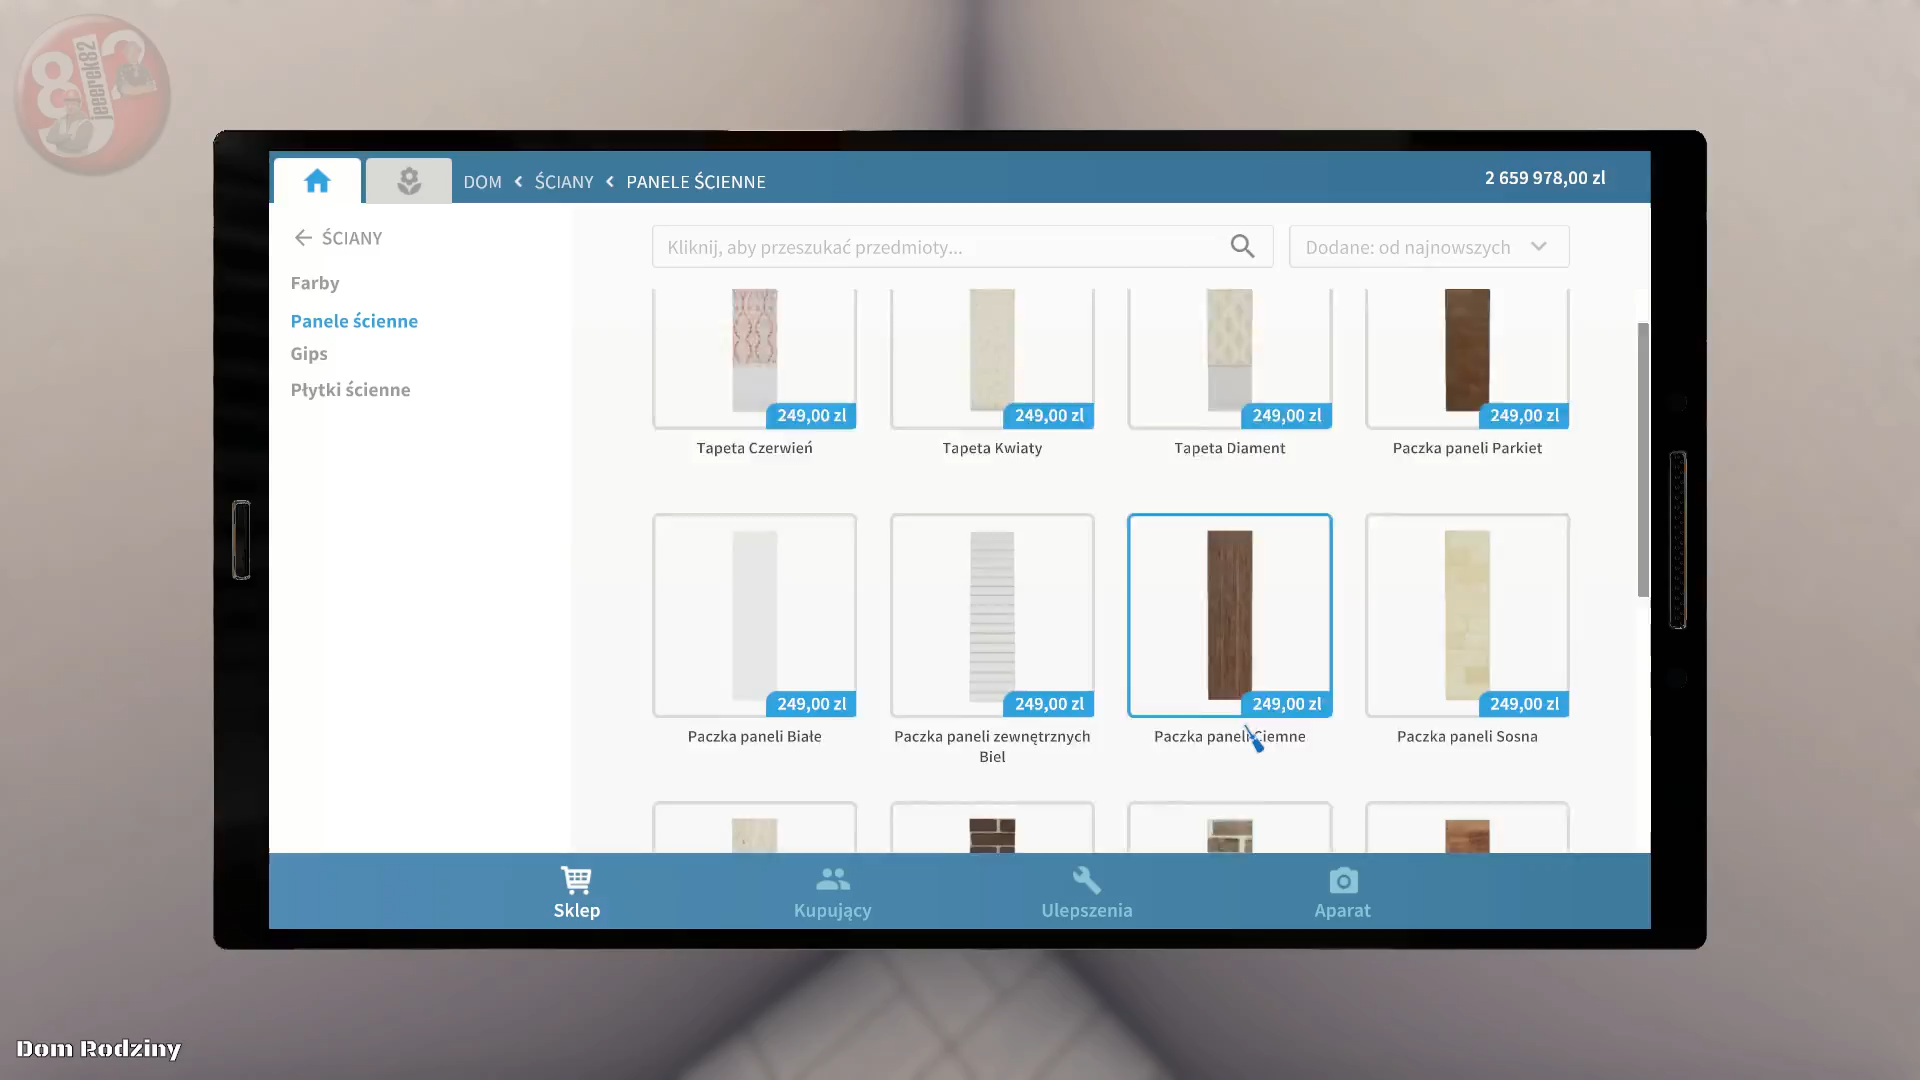 82
jeeerek82
DOM < ŚCIANY < PANELE ŚCIENNE
2 659 978,00 zl
ŚCIANY
Farby
Panele ścienne
Gips
Płytki ścienne
Kliknij, aby przeszukać przedmioty...
Dodane: od najnowszych
249,00 zl
249,00 zl
249,00 zl
249,00 zl
Tapeta Czerwień
Tapeta Kwiaty
Tapeta Diament
Paczka paneli Parkiet
249,00 zl
249,00 zl
249,00 zl
249,00 zl
Paczka paneli Białe
Paczka paneli zewnętrznych
Biel
Paczka paneli Ciemne
Paczka paneli Sosna
Sklep
Kupujący
Ulepszenia
Aparat
Dom Rodziny